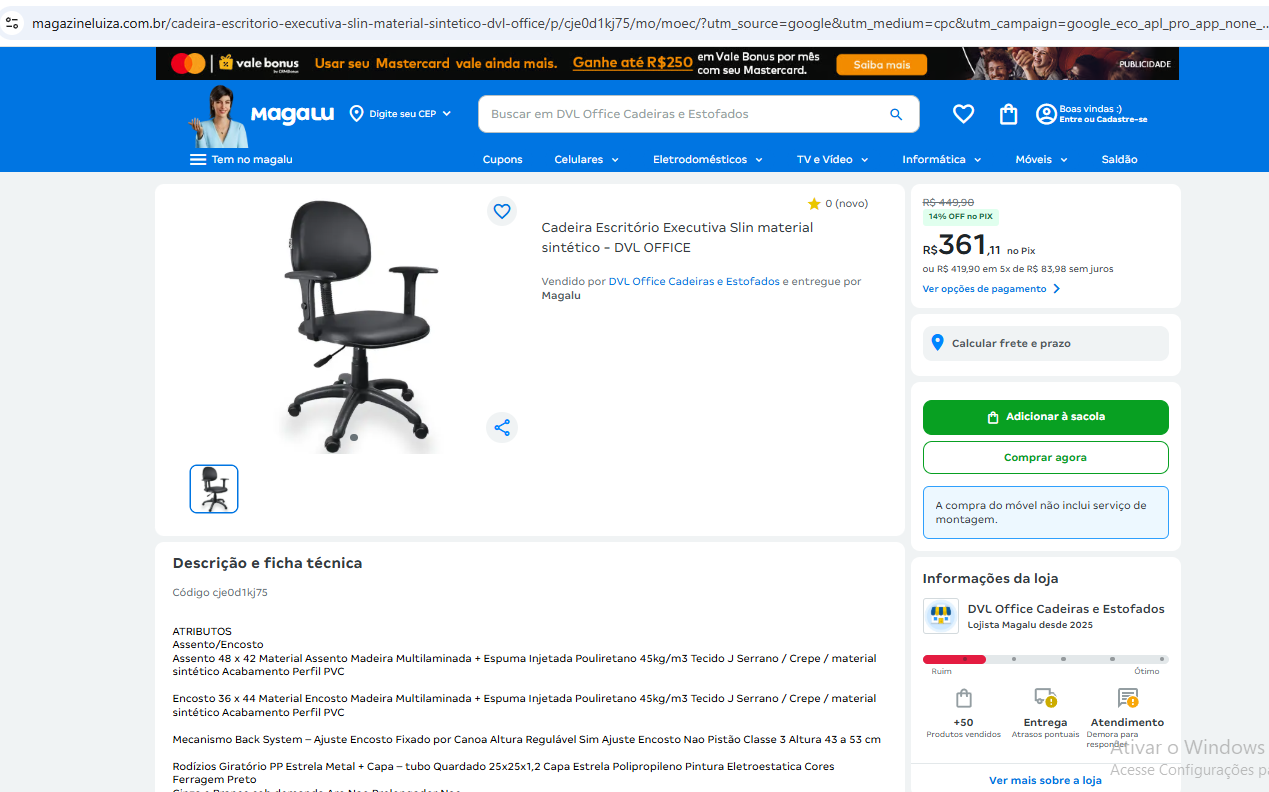 magazineluiza.com.br/cadeira-escritorio-executiva-slin-material-sintetico-dvl-office/p/cje0d1kj75/mo/moec/?utm_source=google&utm_medium=cpc&utm_campaign=google_eco_apl_pro_app_none_...
vale bonus
Usar seu Mastercard vale ainda mais.
Ganhe até R$250
em Vale Bonus por mês
com seu Mastercard.
Saiba mais
PUBLICIDADE
Magalu
Digite seu CEP
Buscar em DVL Office Cadeiras e Estofados
Boas vindas :)
Entre ou Cadastre-se
Tem no magalu
Cupons
Celulares
Eletrodomésticos
TV e Vídeo
Informática
Móveis
Saldão
0 (novo)
Cadeira Escritório Executiva Slin material
sintético - DVL OFFICE
Vendido por DVL Office Cadeiras e Estofados e entregue por
Magalu
R$ 449,90
14% OFF no PIX
R$361,11 no Pix
ou R$ 419,90 em 5x de R$ 83,98 sem juros
Ver opções de pagamento
Calcular frete e prazo
Adicionar à sacola
Comprar agora
A compra do móvel não inclui serviço de
montagem.
Descrição e ficha técnica
Código cje0d1kj75
ATRIBUTOS
Assento/Encosto
Assento 48 x 42 Material Assento Madeira Multilaminada + Espuma Injetada Pouliretano 45kg/m3 Tecido J Serrano / Crepe / material
sintético Acabamento Perfil PVC
Encosto 36 x 44 Material Encosto Madeira Multilaminada + Espuma Injetada Pouliretano 45kg/m3 Tecido J Serrano / Crepe / material
sintético Acabamento Perfil PVC
Mecanismo Back System – Ajuste Encosto Fixado por Canoa Altura Regulável Sim Ajuste Encosto Nao Pistão Classe 3 Altura 43 a 53 cm
Rodízios Giratório PP Estrela Metal + Capa – tubo Quardado 25x25x1,2 Capa Estrela Polipropileno Pintura Eletroestatica Cores
Ferragem Preto
Informações da loja
DVL Office Cadeiras e Estofados
Lojista Magalu desde 2025
Ruim
Ótimo
+50
Produtos vendidos
Entrega
Atrasos pontuais
Atendimento
Demora para
responder
Ver mais sobre a loja
Ativar o Windows
Acesse Configurações p